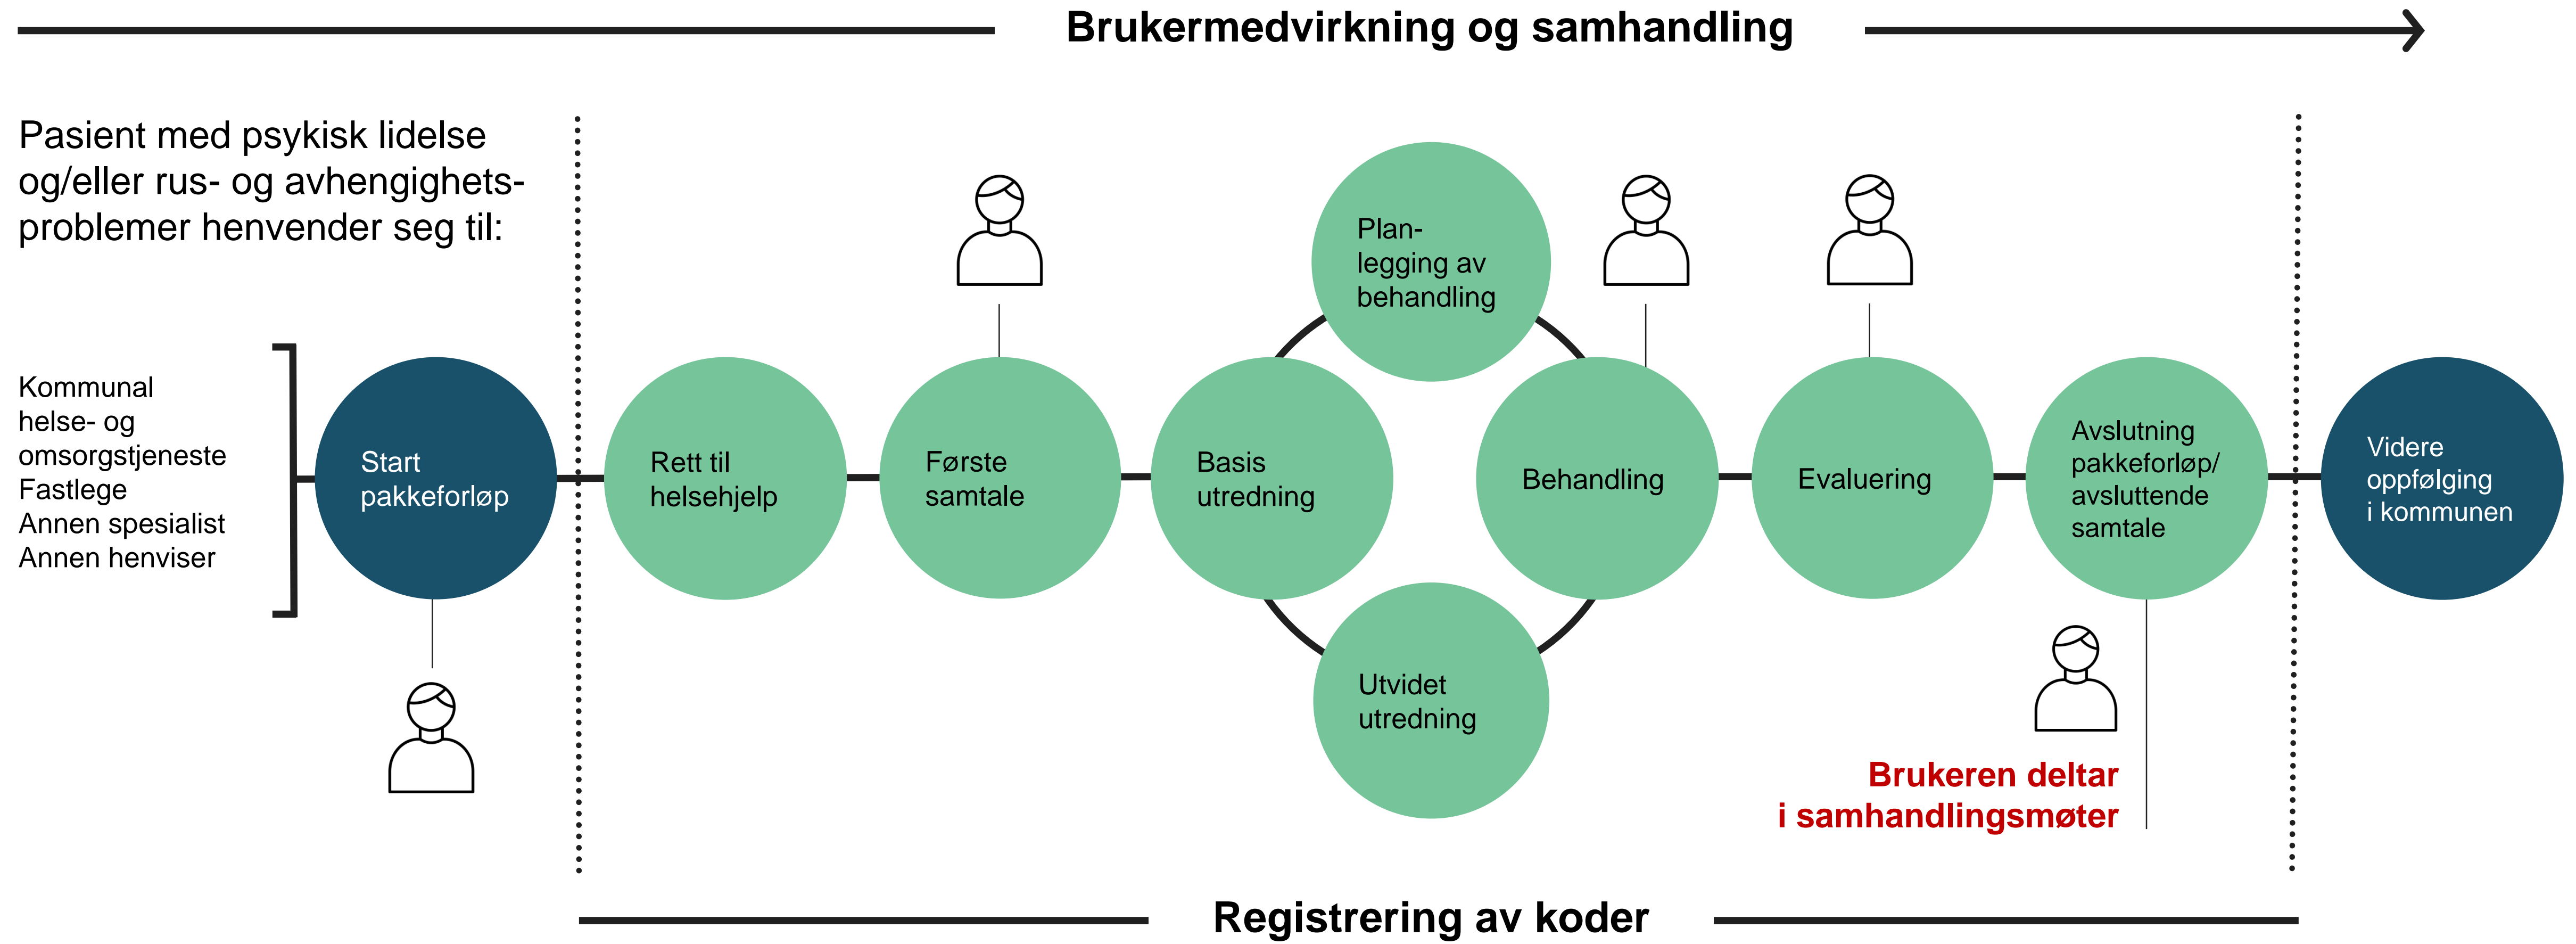 Brukermedvirkning og samhandling
Pasient med psykisk lidelse
og/eller rus- og avhengighets-
problemer henvender seg til:
Kommunal
helse- og
omsorgstjeneste
Fastlege
Annen spesialist
Annen henviser
Start
pakkeforløp
Rett til
helsehjelp
Første
samtale
Basis
utredning
Plan-
legging av
behandling
Utvidet
utredning
Behandling
Evaluering
Avslutning
pakkeforløp/
avsluttende
samtale
Brukeren deltar
i samhandlingsmøter
Videre
oppfølging
i kommunen
Registrering av koder